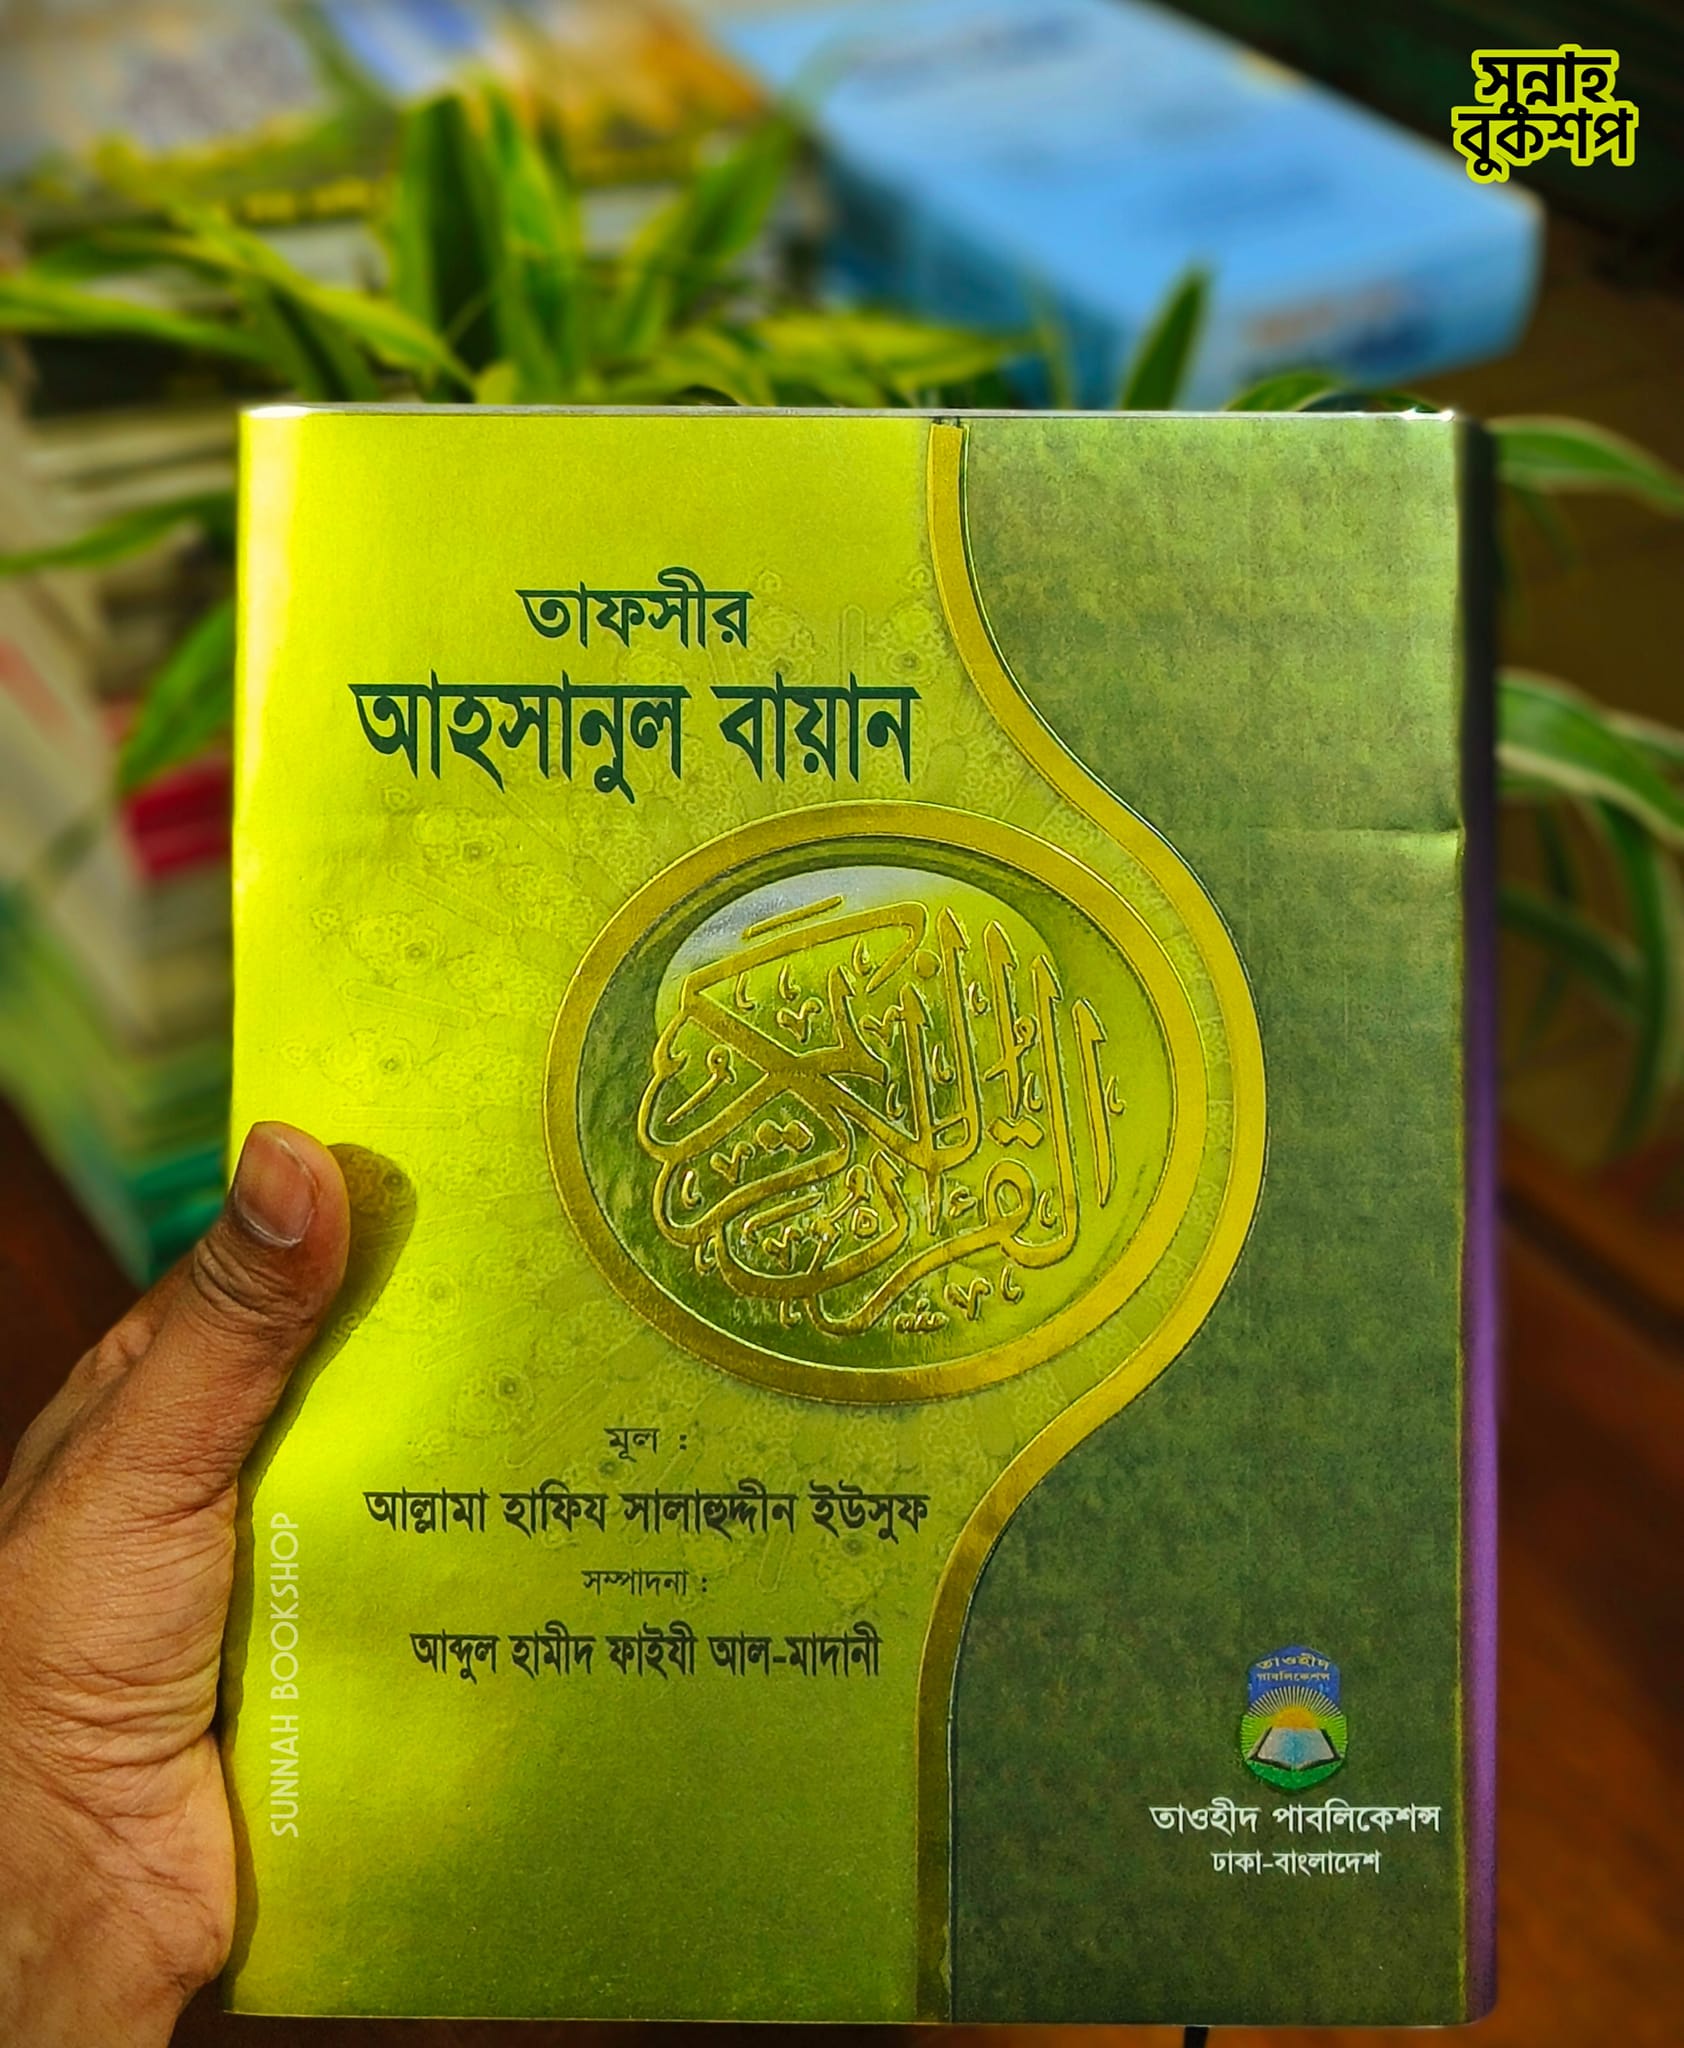 সুন্নাহ
বুকশপ
তাফসীর
আহসানুল বায়ান
القرآن الكريم
মূল :
আল্লামা হাফিয সালাহুদ্দীন ইউসুফ
সম্পাদনা :
আব্দুল হামীদ ফাইযী আল-মাদানী
SUNNAH BOOKSHOP
তাওহীদ
পাবলিকেশন্স
তাওহীদ পাবলিকেশন্স
ঢাকা-বাংলাদেশ